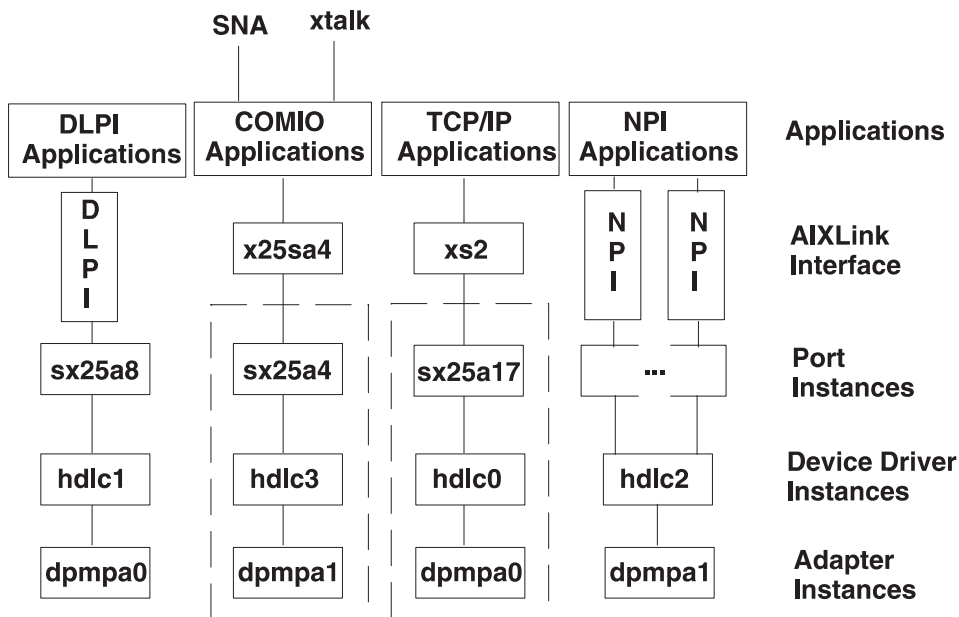 SNA xtalk
DLPI
Applications
COMIO
Applications
TCP/IP
Applications
NPI
Applications
Applications
D
L
P
I
x25sa4
xs2
N
P
I
N
P
I
AIXLink
Interface
sx25a8
sx25a4
sx25a17
...
Port
Instances
hdlc1
hdlc3
hdlc0
hdlc2
Device Driver
Instances
dpmpa0
dpmpa1
dpmpa0
dpmpa1
Adapter
Instances